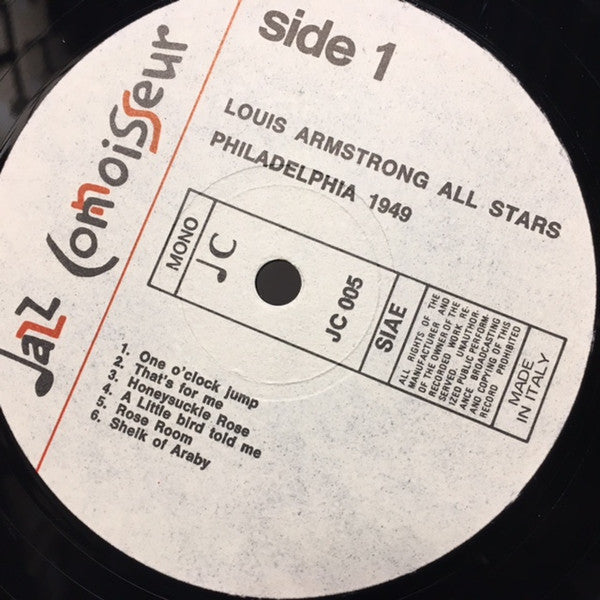 side 1
Jazz Connoisseur
LOUIS ARMSTRONG ALL STARS
PHILADELPHIA 1949
MONO
JC
JC 005
SIAE
ALL RIGHTS OF THE
MANUFACTURER AND
OF THE OWNER OF THE
RECORDED WORK RE-
SERVED. UNAUTHOR-
IZED PUBLIC PERFORM-
ANCE BROADCASTING
AND COPYING OF THIS
RECORD PROHIBITED
MADE
IN ITALY
1. One o'clock jump
2. That's for me
3. Honeysuckle Rose
4. A Little bird told me
5. Rose Room
6. Sheik of Araby